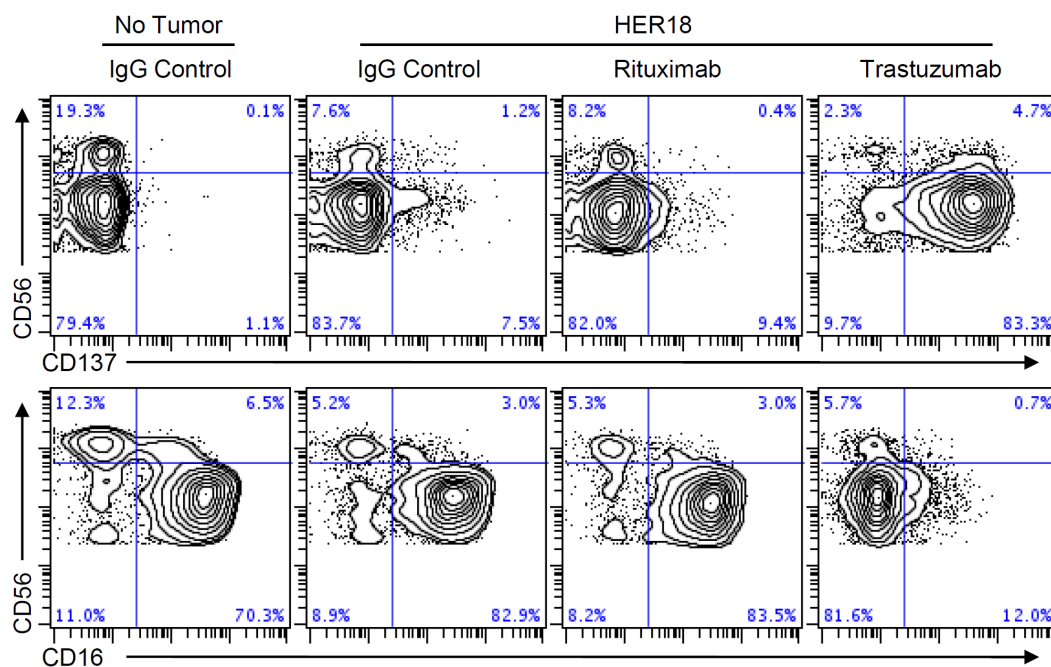 No Tumor HER18
IgG Control IgG Control Rituximab Trastuzumab
19.3% 0.1% 7.6% 1.2% 8.2% 0.4% 2.3% 4.7%
CD56
79.4% 1.1% 83.7% 7.5% 82.0% 9.4% 9.7% 83.3%
CD137
12.3% 6.5% 5.2% 3.0% 5.3% 3.0% 5.7% 0.7%
CD56
11.0% 70.3% 8.9% 82.9% 8.2% 83.5% 81.6% 12.0%
CD16